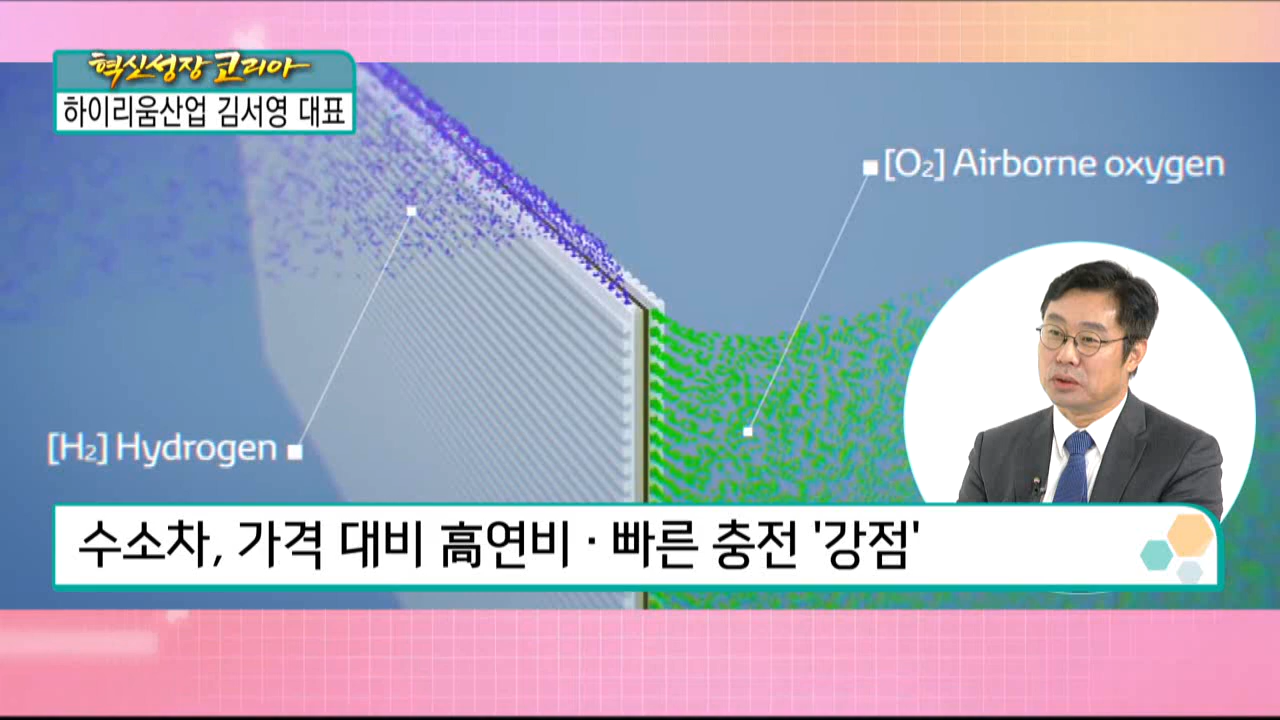 혁신성장 코리아
하이리움산업 김서영 대표
[O₂] Airborne oxygen
[H₂] Hydrogen
수소차, 가격 대비 高연비·빠른 충전 '강점'